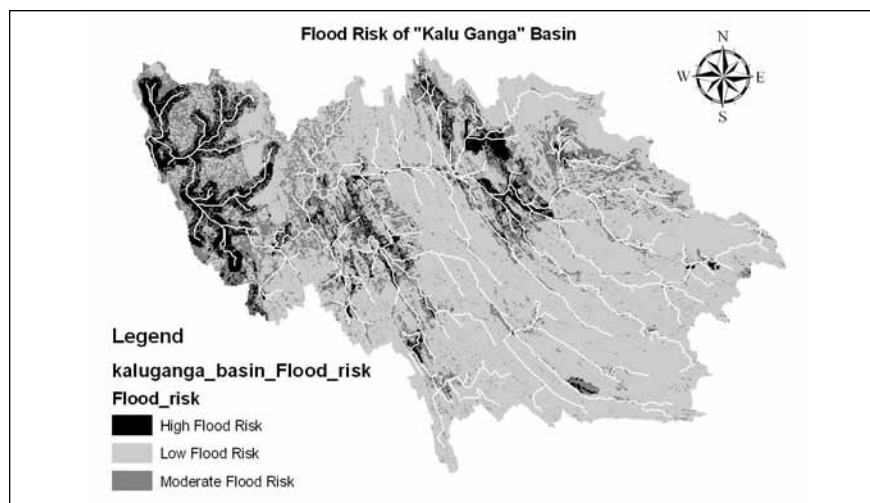 Flood Risk of "Kalu Ganga" Basin
N
W E
S
Legend
kaluganga_basin_Flood_risk
Flood_risk
High Flood Risk
Low Flood Risk
Moderate Flood Risk